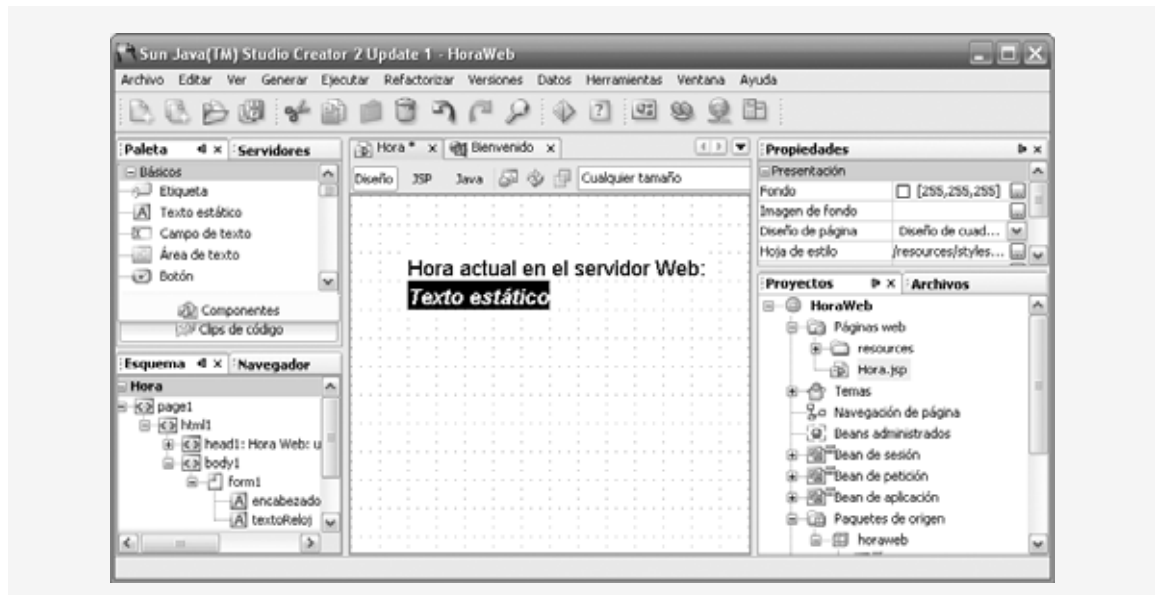 Sun Java(TM) Studio Creator 2 Update 1 - HoraWeb
Archivo Editar Ver Generar Ejecutar Refactorizar Versiones Datos Herramientas Ventana Ayuda
Paleta Servidores
Básicos
Etiqueta
Texto estático
Campo de texto
Área de texto
Botón
Componentes
Clips de código
Esquema Navegador
Hora
page1
html1
head1: Hora Web: u
body1
form1
encabezado
textoReloj
Hora * Bienvenido
Diseño JSP Java Cualquier tamaño
Hora actual en el servidor Web:
Texto estático
Propiedades
Presentación
Fondo [255,255,255]
Imagen de fondo
Diseño de página Diseño de cuad...
Hoja de estilo /resources/styles...
Proyectos Archivos
HoraWeb
Páginas web
resources
Hora.jsp
Temas
Navegación de página
Beans administrados
Bean de sesión
Bean de petición
Bean de aplicación
Paquetes de origen
horaweb